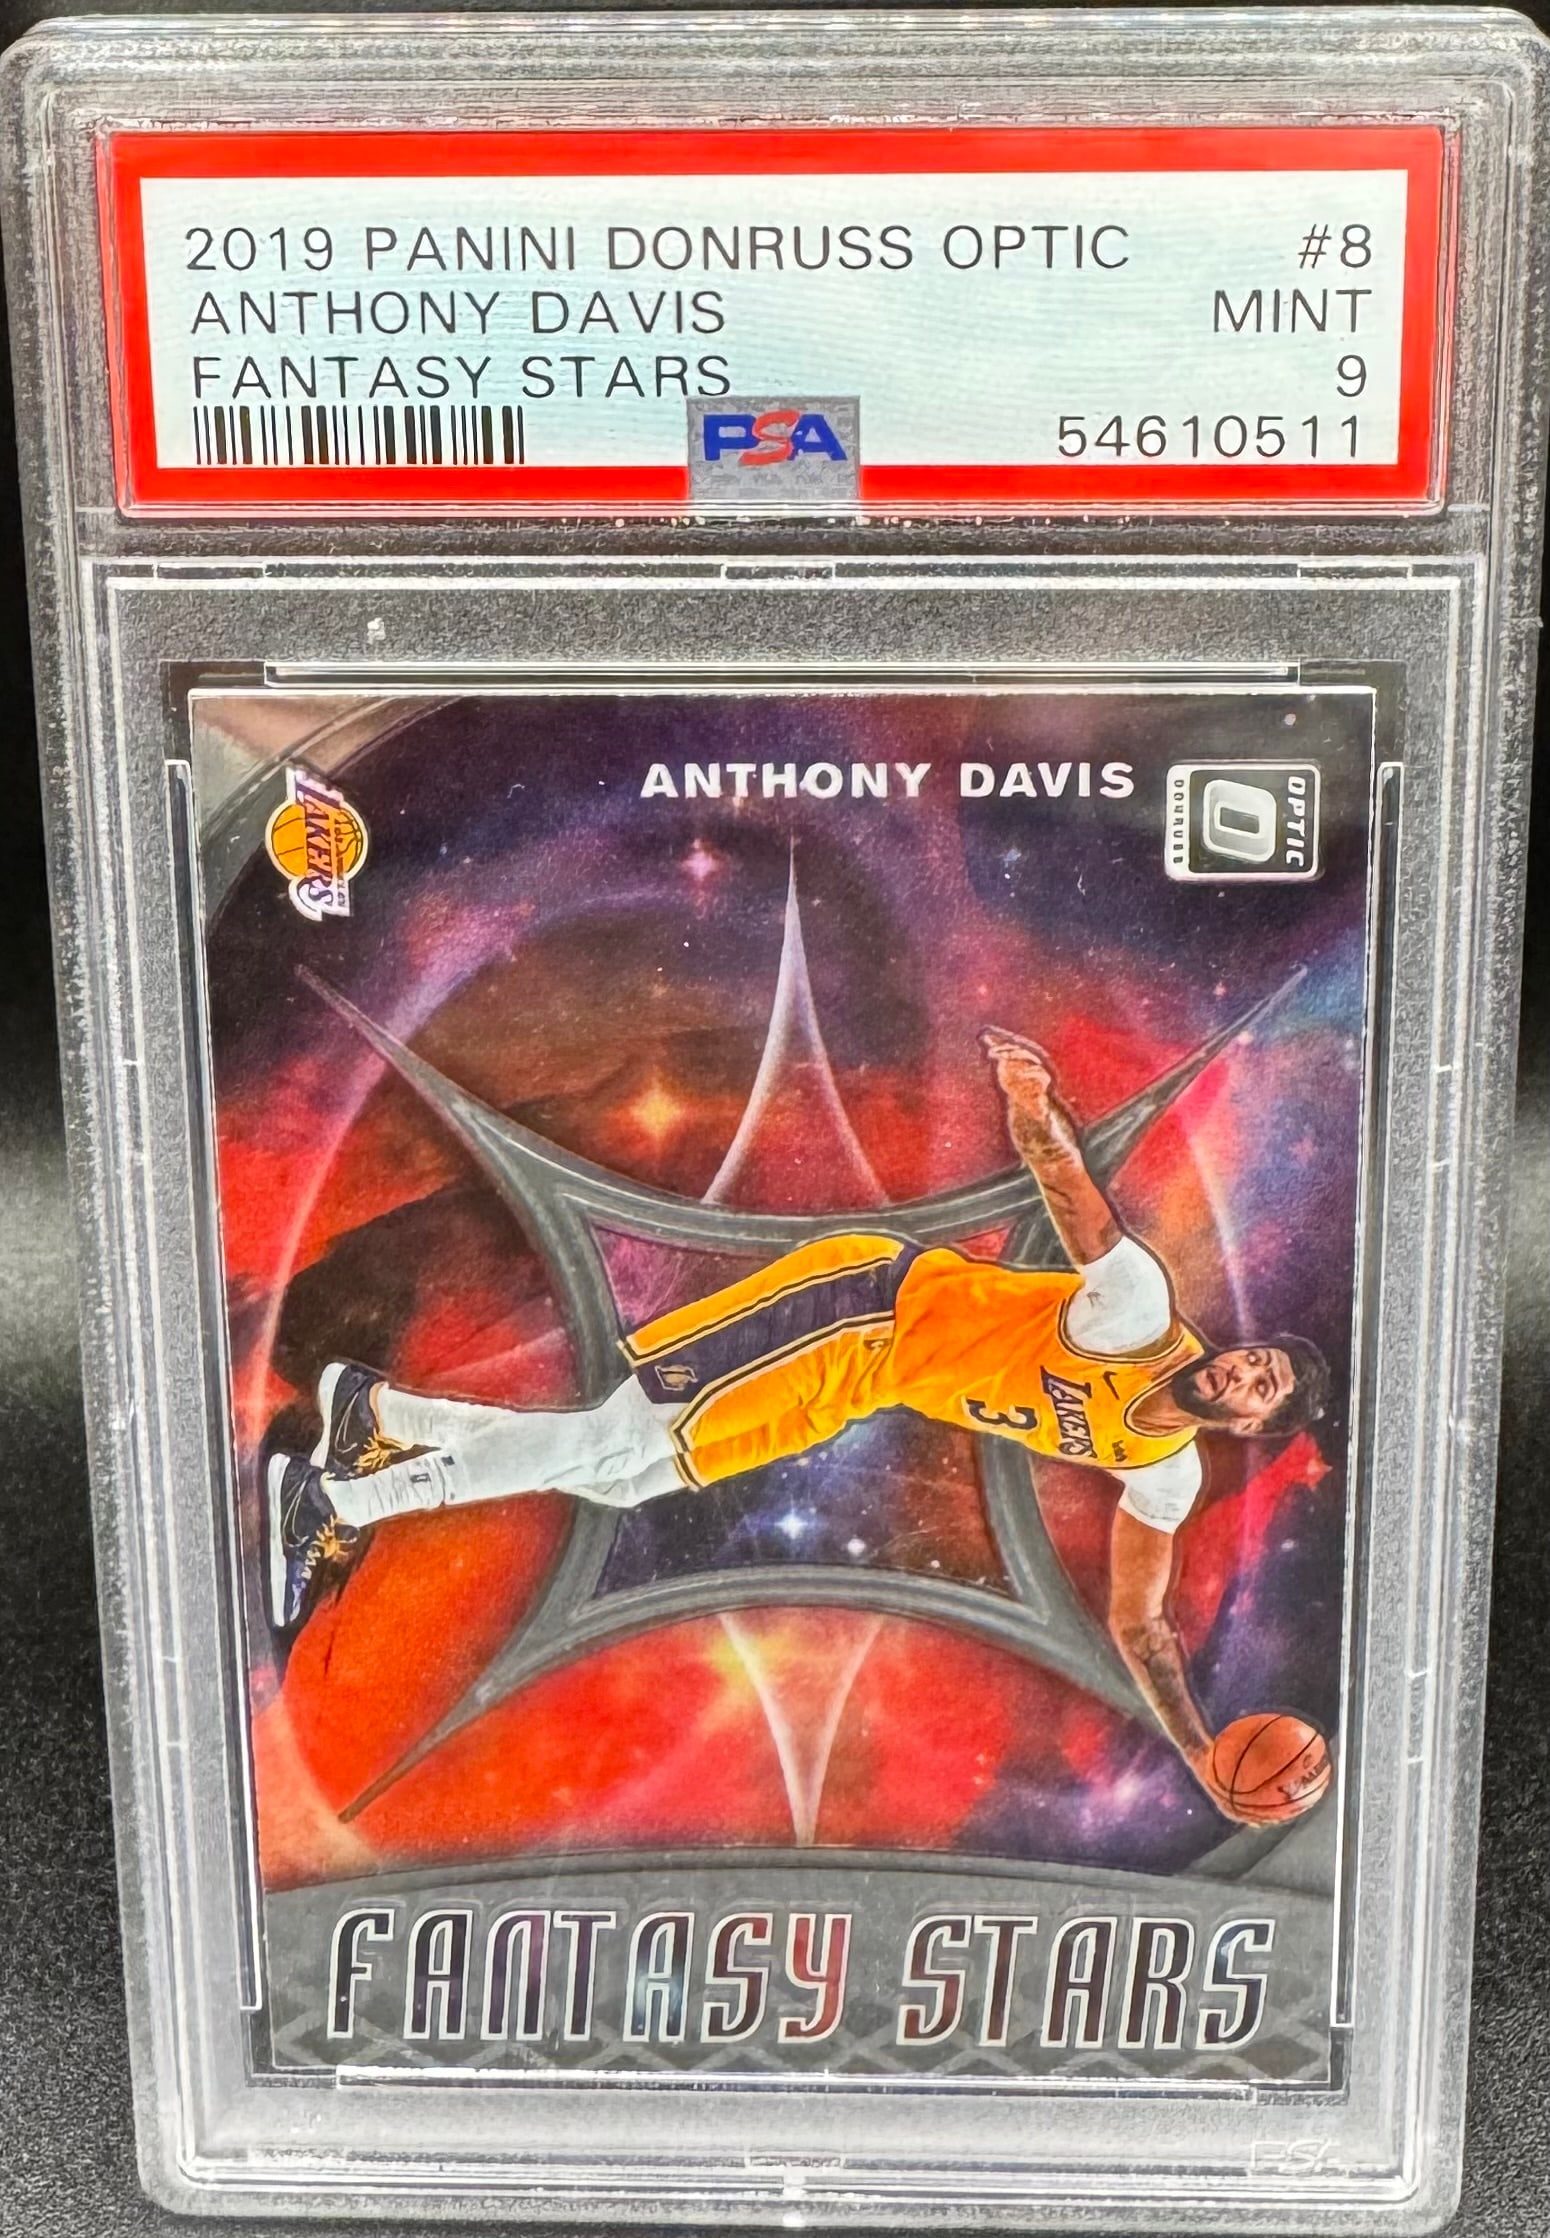 2019 PANINI DONRUSS OPTIC #8
ANTHONY DAVIS MINT
FANTASY STARS 9
PSA 54610511
ANTHONY DAVIS
OPTIC
DONRUSS
LAKERS
LAKERS
3
FANTASY STARS